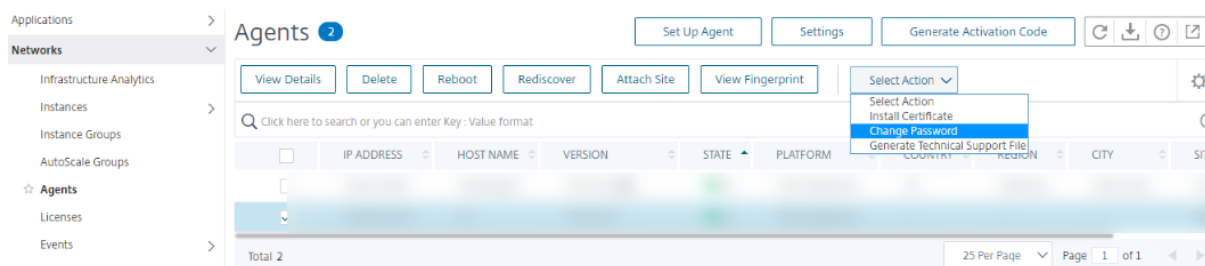 Applications
Networks
Infrastructure Analytics
Instances
Instance Groups
AutoScale Groups
Agents
Licenses
Events
Agents 2
Set Up Agent Settings Generate Activation Code
View Details Delete Reboot Rediscover Attach Site View Fingerprint Select Action
Select Action
Install Certificate
Change Password
Generate Technical Support File
Click here to search or you can enter Key : Value format
IP ADDRESS HOST NAME VERSION STATE PLATFORM COUNTRY REGION CITY
Total 2 25 Per Page Page 1 of 1